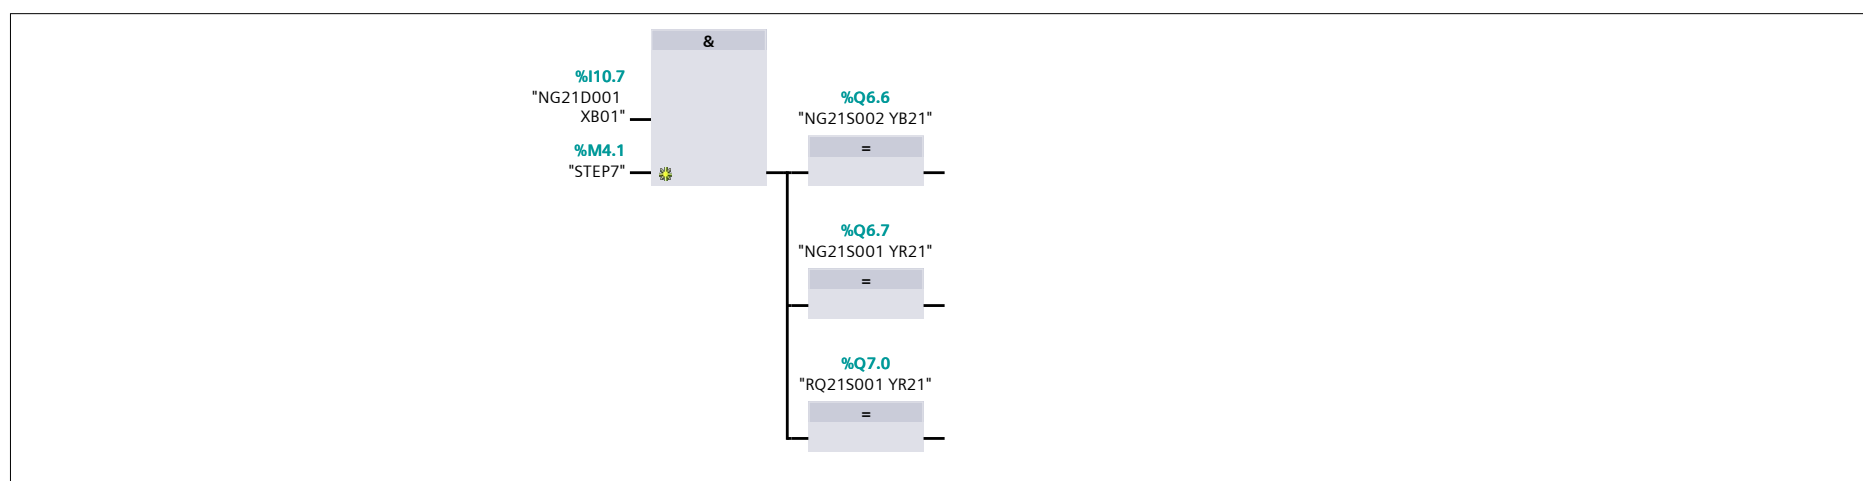 &
%I10.7
"NG21D001
XB01"
%M4.1
"STEP7"
%Q6.6
"NG21S002 YB21"
=
%Q6.7
"NG21S001 YR21"
=
%Q7.0
"RQ21S001 YR21"
=